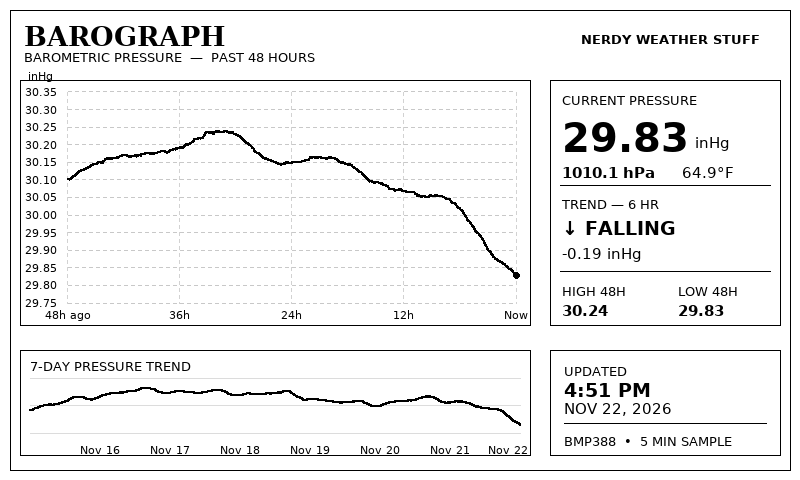 BAROGRAPH
BAROMETRIC PRESSURE — PAST 48 HOURS
NERDY WEATHER STUFF
inHg
30.35
30.30
30.25
30.20
30.15
30.10
30.05
30.00
29.95
29.90
29.85
29.80
29.75
48h ago 36h 24h 12h Now
CURRENT PRESSURE
29.83 inHg
1010.1 hPa 64.9°F
TREND — 6 HR
↓ FALLING
-0.19 inHg
HIGH 48H LOW 48H
30.24 29.83
7-DAY PRESSURE TREND
Nov 16 Nov 17 Nov 18 Nov 19 Nov 20 Nov 21 Nov 22
UPDATED
4:51 PM
NOV 22, 2026
BMP388 • 5 MIN SAMPLE